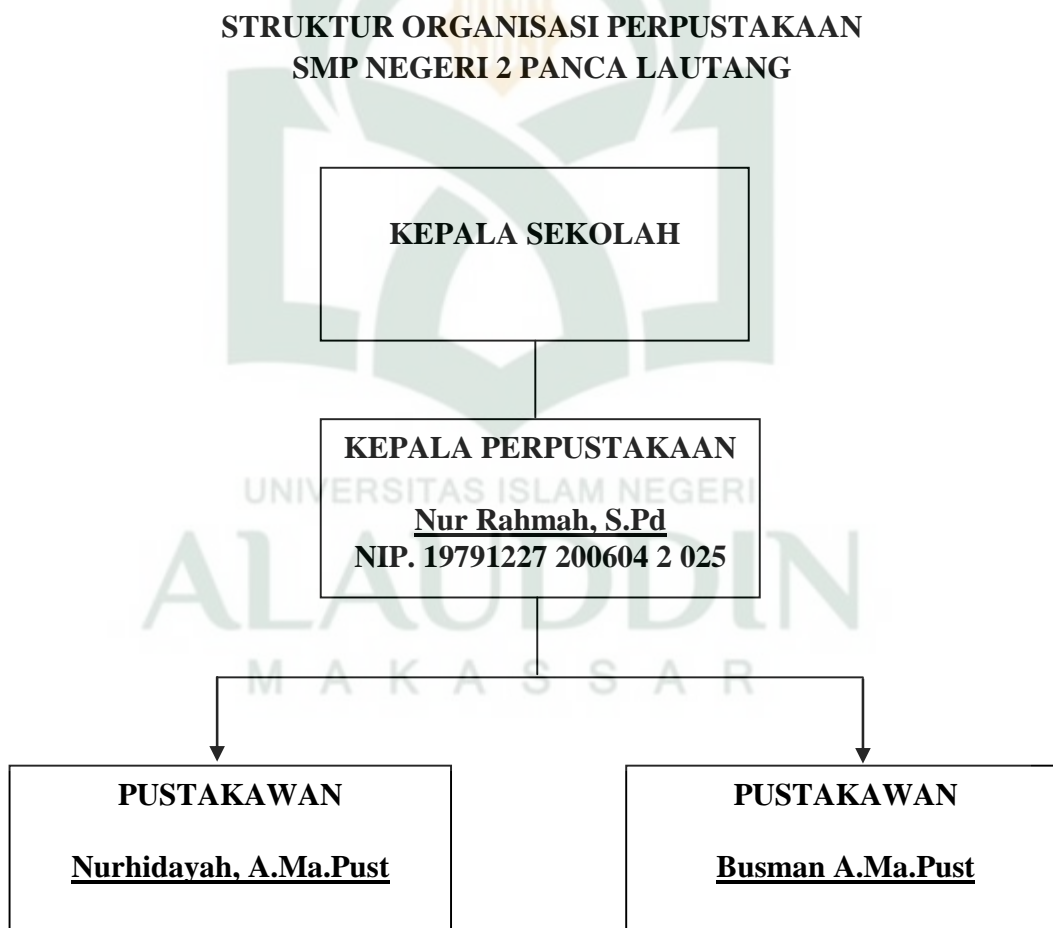 STRUKTUR ORGANISASI PERPUSTAKAAN
SMP NEGERI 2 PANCA LAUTANG
KEPALA SEKOLAH
KEPALA PERPUSTAKAAN
UNIVERSITAS ISLAM NEGERI
Nur Rahmah, S.Pd
NIP. 19791227 200604 2 025
ALAUDDIN
MAKASSAR
PUSTAKAWAN
Nurhidayah, A.Ma.Pust
PUSTAKAWAN
Busman A.Ma.Pust